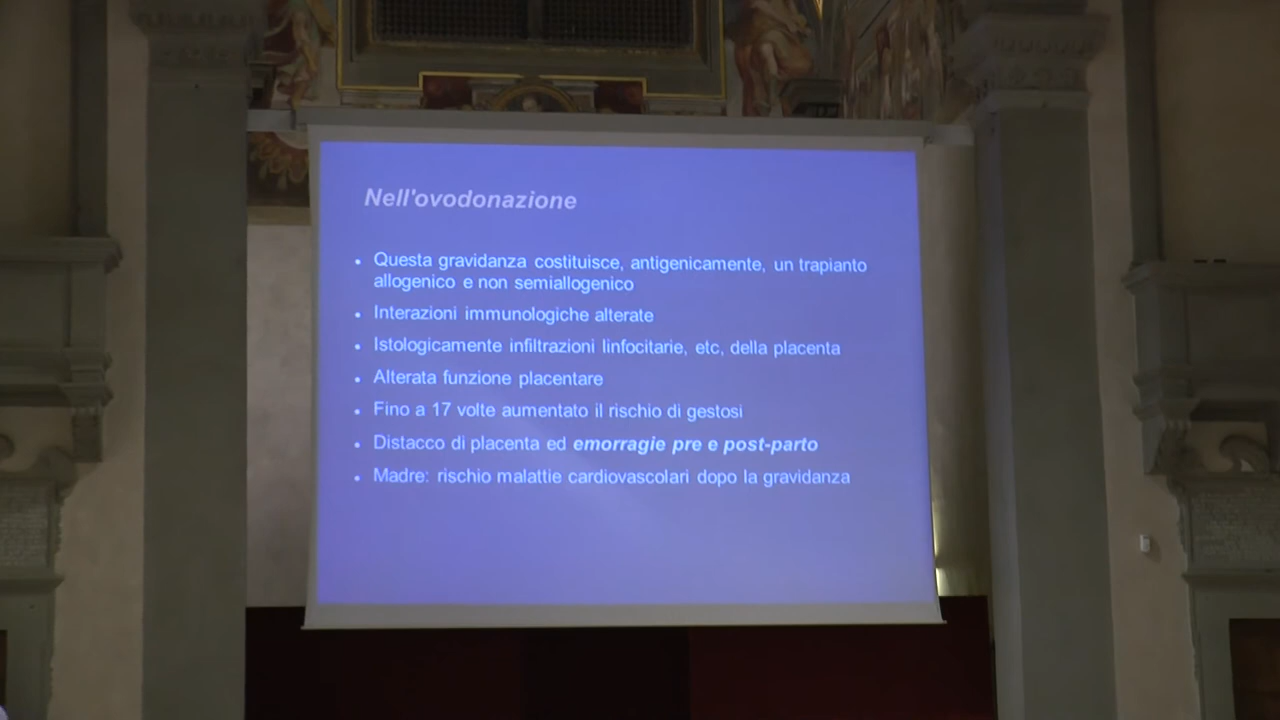 Nell'ovodonazione
• Questa gravidanza costituisce, antigenicamente, un trapianto
allogenico e non semiallogenico
• Interazioni immunologiche alterate
• Istologicamente infiltrazioni linfocitarie, etc, della placenta
• Alterata funzione placentare
• Fino a 17 volte aumentato il rischio di gestosi
• Distacco di placenta ed emorragie pre e post-parto
• Madre: rischio malattie cardiovascolari dopo la gravidanza